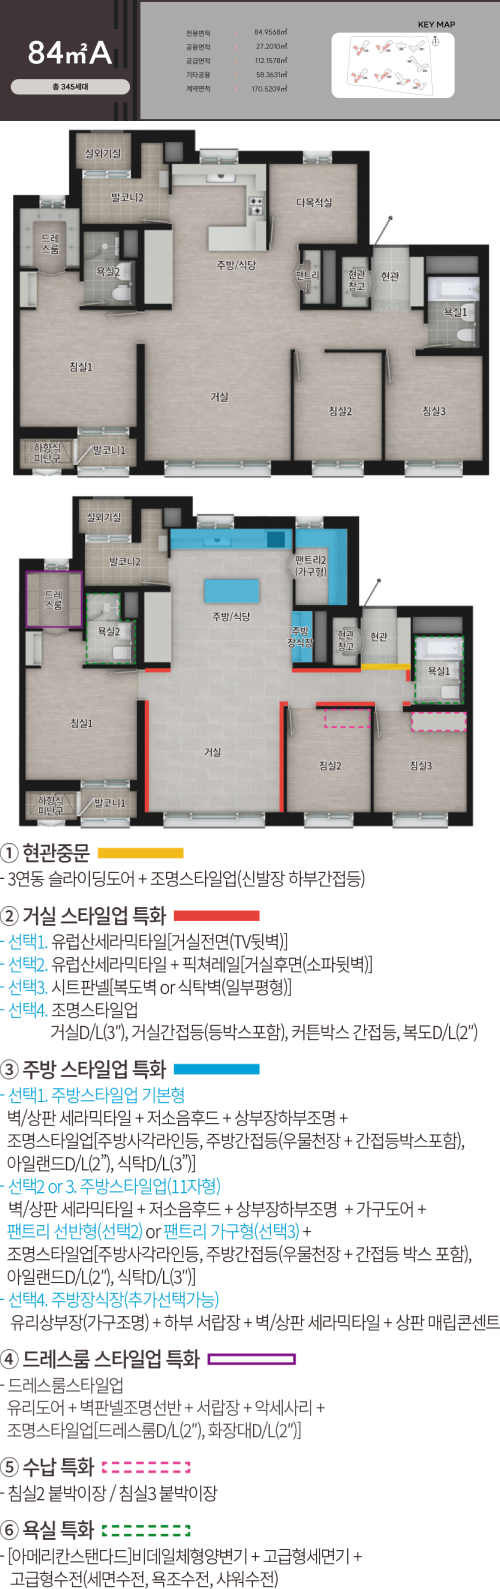 84㎡A
총 345세대
전용면적 84.9568㎡
공용면적 27.2010㎡
공급면적 112.1578㎡
기타공용 58.3631㎡
계약면적 170.5209㎡
KEY MAP
실외기실
발코니2
드레
스룸
욕실2
주방/식당
다목적실
팬트리
1
현관
창고
현관
욕실1
침실1
거실
침실2
침실3
하향식
피난구
발코니1
실외기실
발코니2
팬트리2
(가구형)
드레
스룸
욕실2
주방/식당
주방
장식장
현관
창고
현관
욕실1
침실1
거실
침실2
침실3
하향식
피난구
발코니1
① 현관중문
- 3연동 슬라이딩도어 + 조명스타일업(신발장 하부간접등)
② 거실 스타일업 특화
- 선택1. 유럽산세라믹타일[거실전면(TV뒷벽)]
- 선택2. 유럽산세라믹타일 + 픽쳐레일[거실후면(소파뒷벽)]
- 선택3. 시트판넬[복도벽 or 식탁벽(일부평형)]
- 선택4. 조명스타일업
거실D/L(3″), 거실간접등(등박스포함), 커튼박스 간접등, 복도D/L(2″)
③ 주방 스타일업 특화
- 선택1. 주방스타일업 기본형
벽/상판 세라믹타일 + 저소음후드 + 상부장하부조명 +
조명스타일업[주방사각라인등, 주방간접등(우물천장 + 간접등박스포함),
아일랜드D/L(2”), 식탁D/L(3”)]
- 선택2 or 3. 주방스타일업(11자형)
벽/상판 세라믹타일 + 저소음후드 + 상부장하부조명 + 가구도어 +
팬트리 선반형(선택2) or 팬트리 가구형(선택3) +
조명스타일업[주방사각라인등, 주방간접등(우물천장 + 간접등 박스 포함),
아일랜드D/L(2″), 식탁D/L(3″)]
- 선택4. 주방장식장(추가선택가능)
유리상부장(가구조명) + 하부 서랍장 + 벽/상판 세라믹타일 + 상판 매립콘센트
④ 드레스룸 스타일업 특화
- 드레스룸스타일업
유리도어 + 벽판넬조명선반 + 서랍장 + 악세사리 +
조명스타일업[드레스룸D/L(2″), 화장대D/L(2″)]
⑤ 수납 특화
- 침실2 붙박이장 / 침실3 붙박이장
⑥ 욕실 특화
- [아메리칸스탠다드]비데일체형양변기 + 고급형세면기 +
고급형수전(세면수전, 욕조수전, 샤워수전)